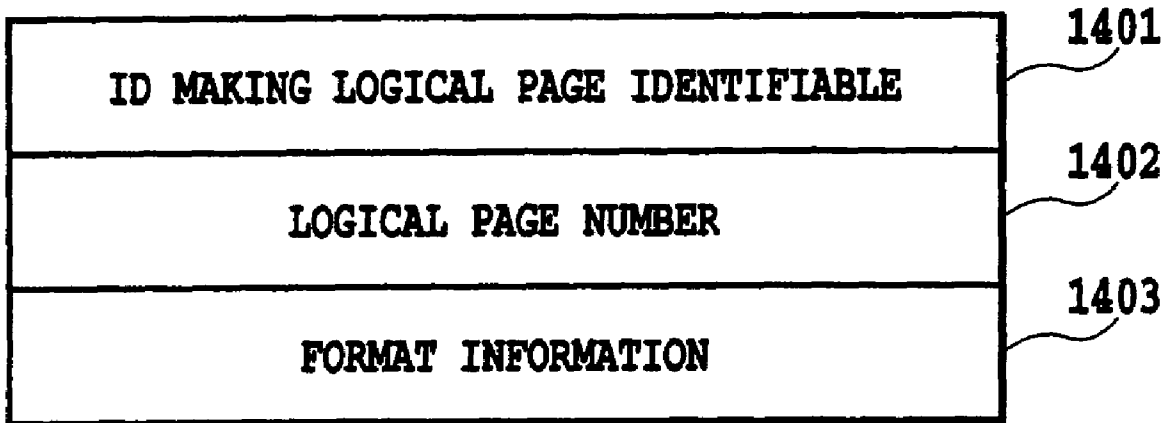 1401
ID MAKING LOGICAL PAGE IDENTIFIABLE
1402
LOGICAL PAGE NUMBER
1403
FORMAT INFORMATION